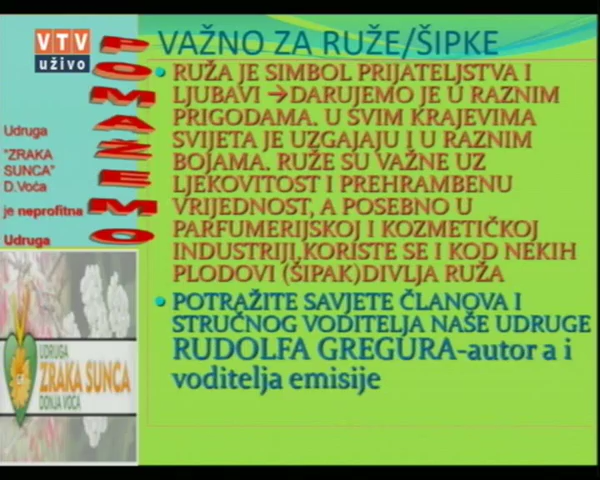 VTV
uživo
POMAŽEMO
Udruga
"ZRAKA
SUNCA"
D.Voća
je neprofitna
Udruga
UDRUGA
ZRAKA SUNCA
DONJA VOĆA
VAŽNO ZA RUŽE/ŠIPKE
• RUŽA JE SIMBOL PRIJATELJSTVA I
LJUBAVI →DARUJEMO JE U RAZNIM
PRIGODAMA. U SVIM KRAJEVIMA
SVIJETA JE UZGAJAJU I U RAZNIM
BOJAMA. RUŽE SU VAŽNE UZ
LJEKOVITOST I PREHRAMBENU
VRIJEDNOST, A POSEBNO U
PARFUMERIJSKOJ I KOZMETIČKOJ
INDUSTRIJI KORISTE SE I KOD NEKIH
PLODOVI (ŠIPAK)DIVLJA RUŽA
• POTRAŽITE SAVJETE ČLANOVA I
STRUČNOG VODITELJA NAŠE UDRUGE
RUDOLFA GREGURA-autor a i
voditelja emisije